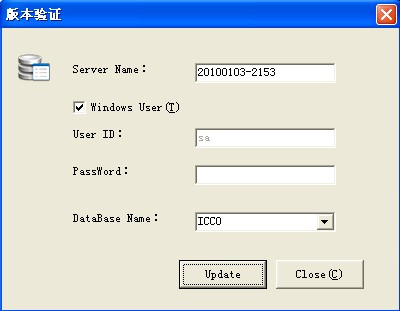 版本验证
Server Name：
20100103-2153
Windows User(T)
User ID：
sa
PassWord：
DataBase Name：
ICCO
Update
Close(C)